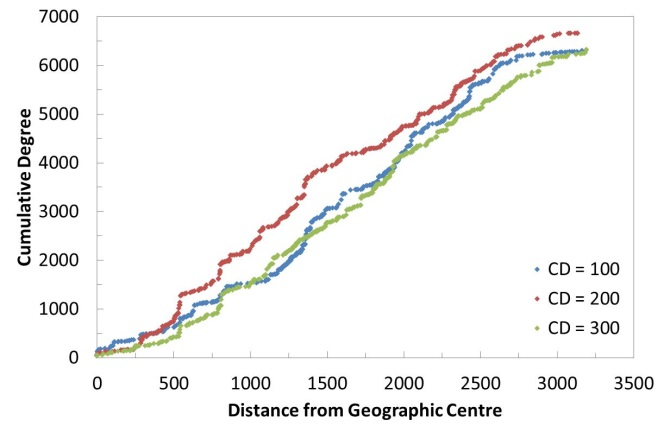 7000
6000
5000
4000
3000
2000
1000
0
Cumulative Degree
CD = 100
CD = 200
CD = 300
0 500 1000 1500 2000 2500 3000 3500
Distance from Geographic Centre